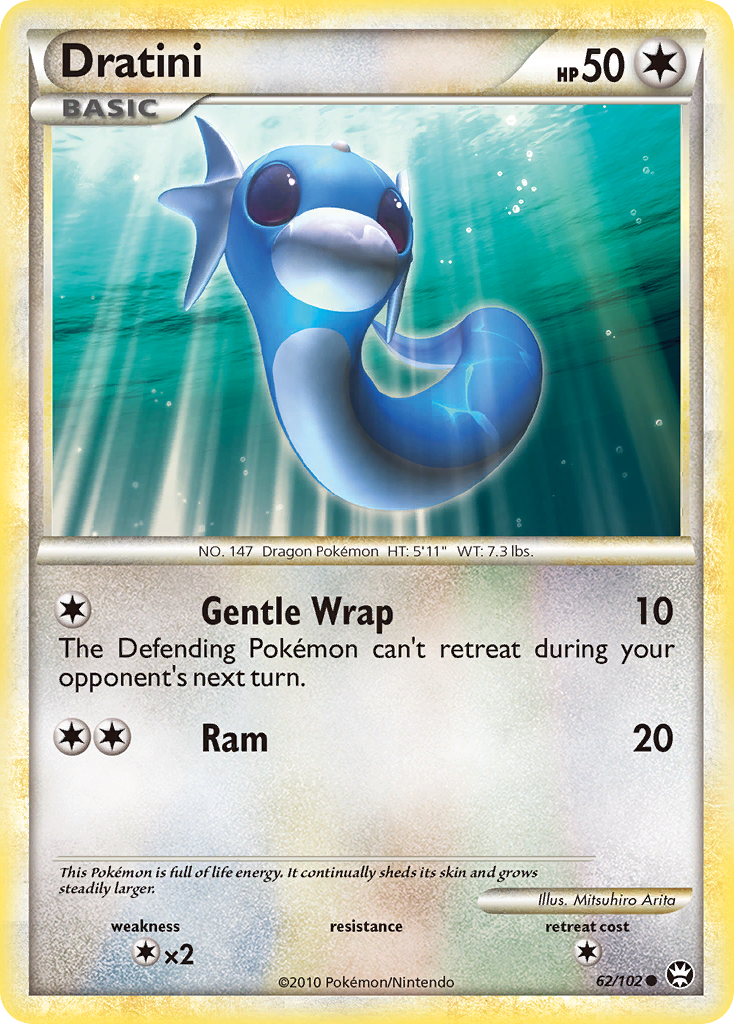 Dratini
HP 50
BASIC
NO. 147 Dragon Pokémon HT: 5'11" WT: 7.3 lbs.
Gentle Wrap 10
The Defending Pokémon can't retreat during your
opponent's next turn.
Ram 20
This Pokémon is full of life energy. It continually sheds its skin and grows
steadily larger.
Illus. Mitsuhiro Arita
weakness resistance retreat cost
×2
©2010 Pokémon/Nintendo 62/102